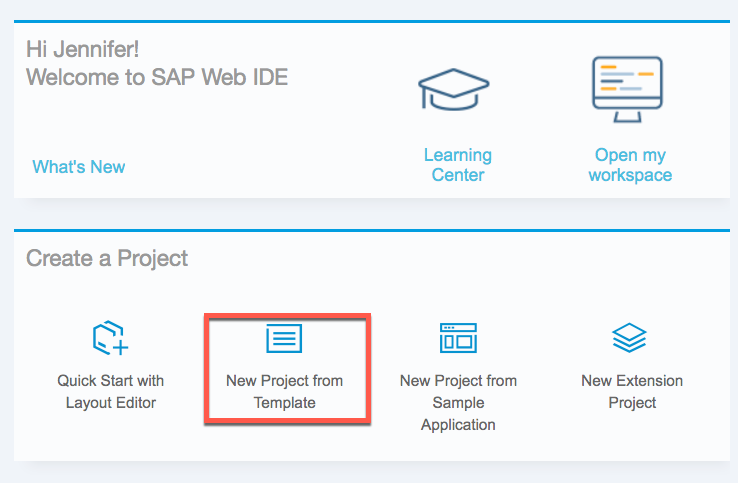 Hi Jennifer!
Welcome to SAP Web IDE
What's New
Learning
Center
Open my
workspace
Create a Project
Quick Start with
Layout Editor
New Project from
Template
New Project from
Sample
Application
New Extension
Project